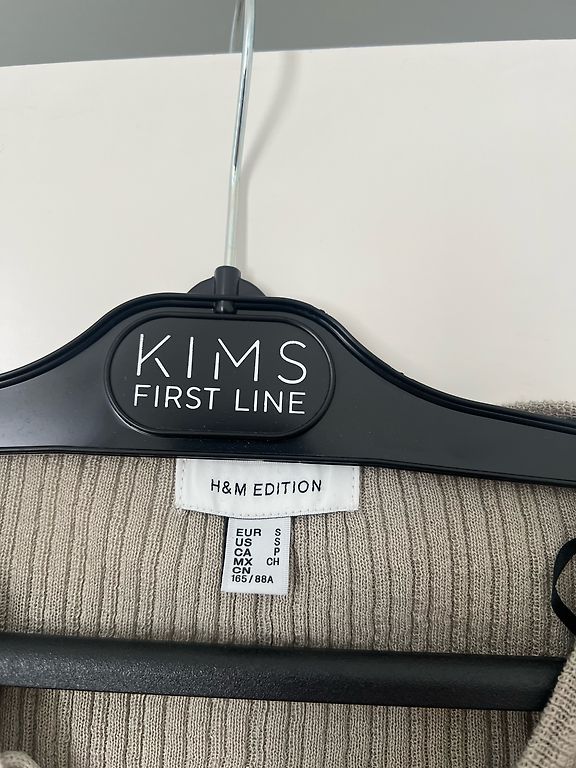 KIMS
FIRST LINE
H&M EDITION
EUR S
US S
CA P
MX CH
CN
165/88A